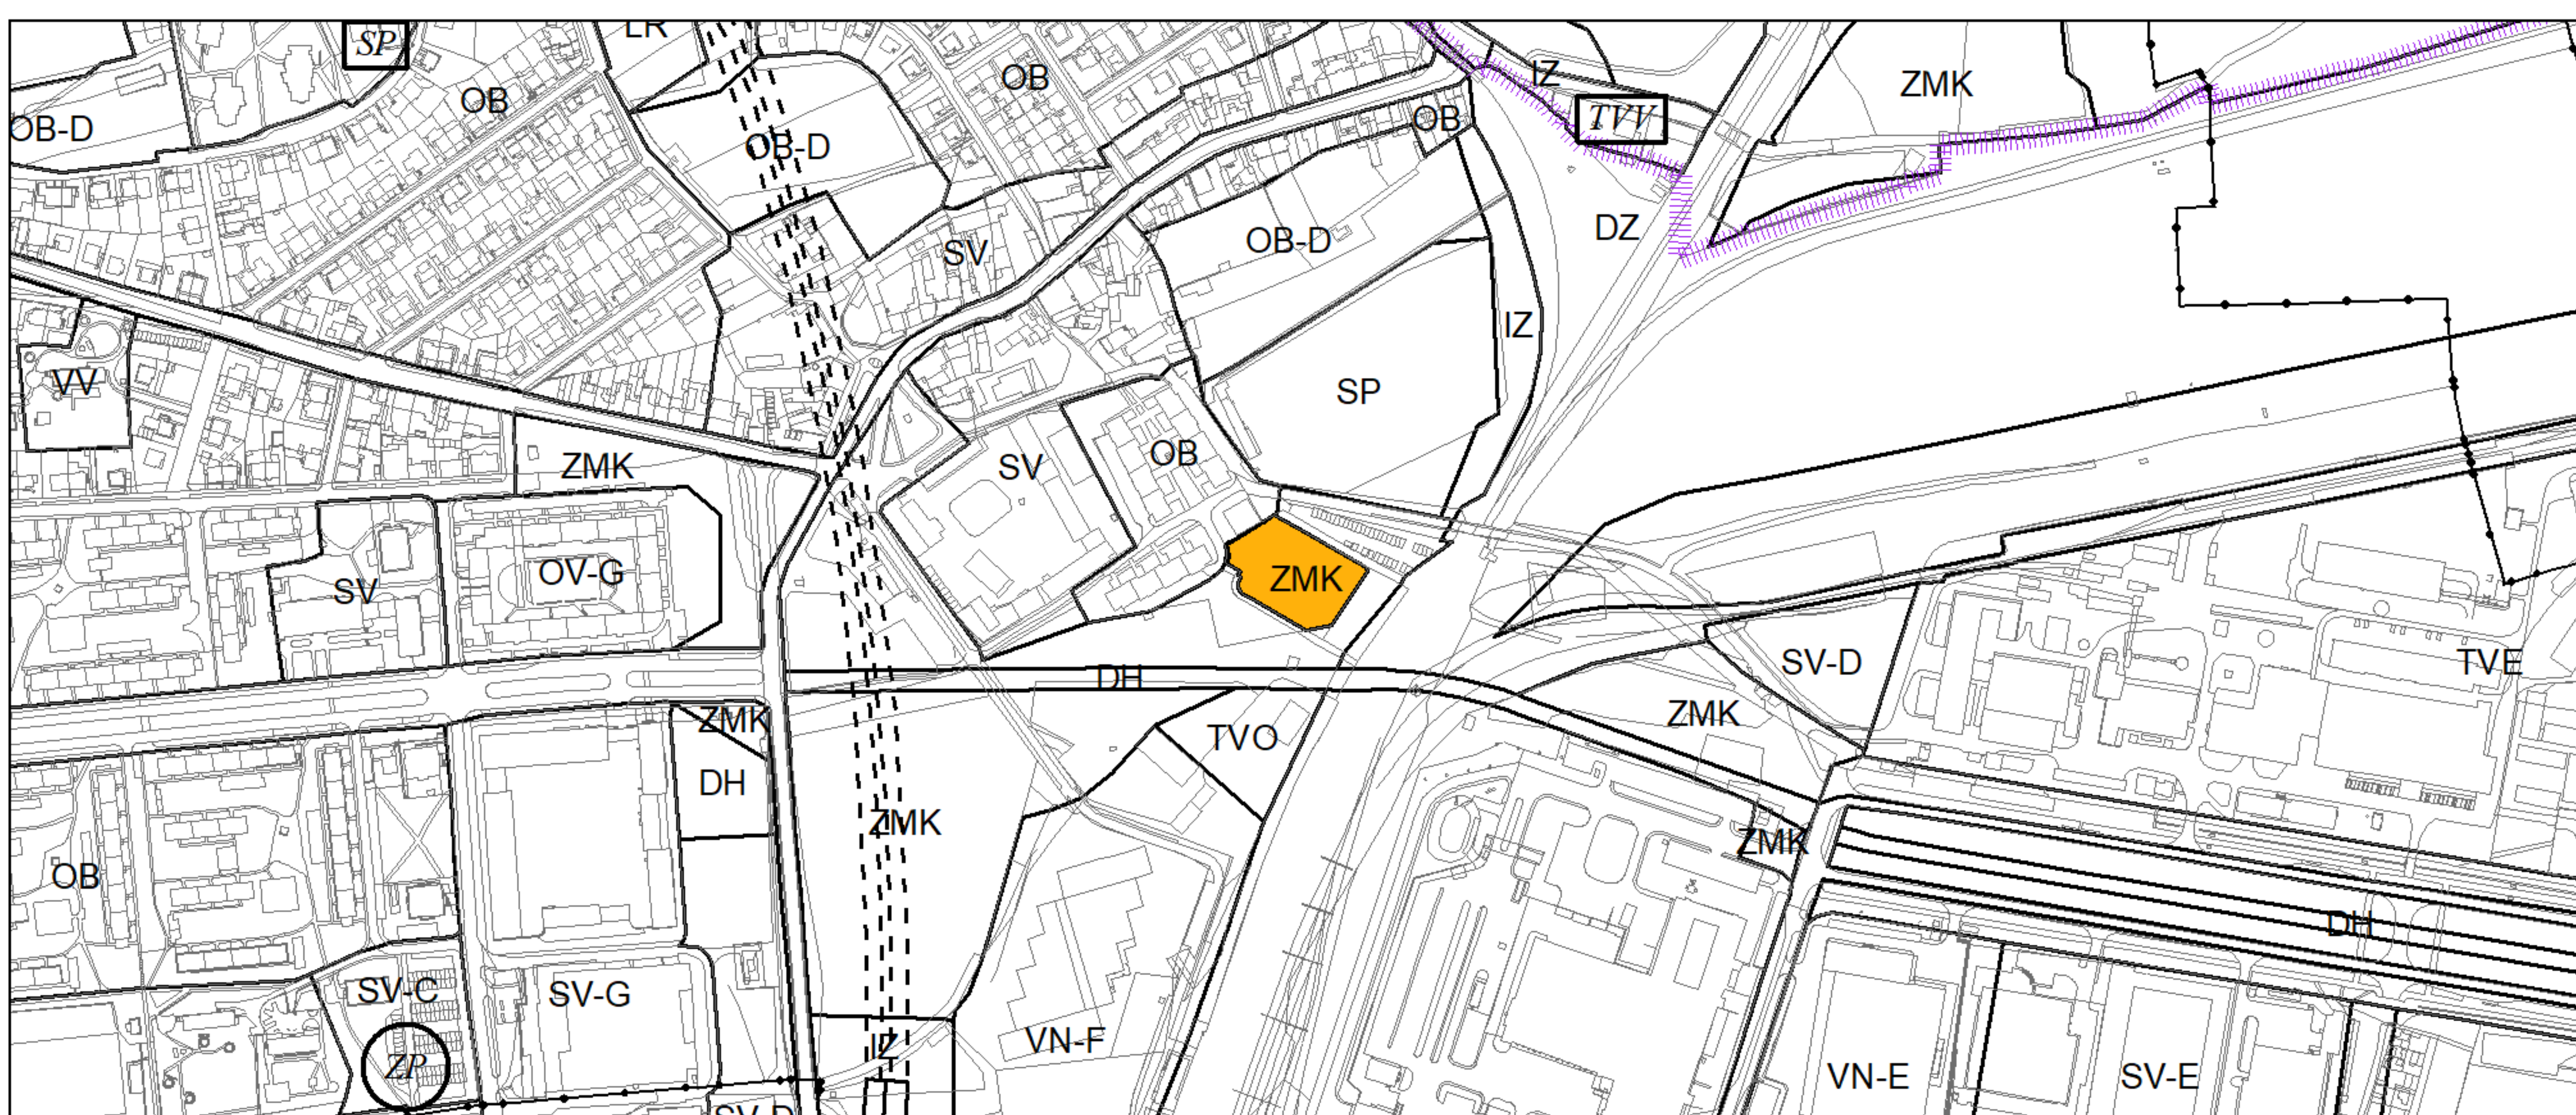 SP
LR
OB
OB
IZ
ZMK
TVV
OB
OB-D
OB-D
DZ
OB-D
SV
IZ
VV
SP
SV
OB
ZMK
OV-G
ZMK
SV
SV-D
TVE
DH
ZMK
ZMK
TVO
DH
ZMK
ZMK
OB
DH
SV-C
SV-G
VN-F
IZ
ZP
VN-E
SV-E
SV-D